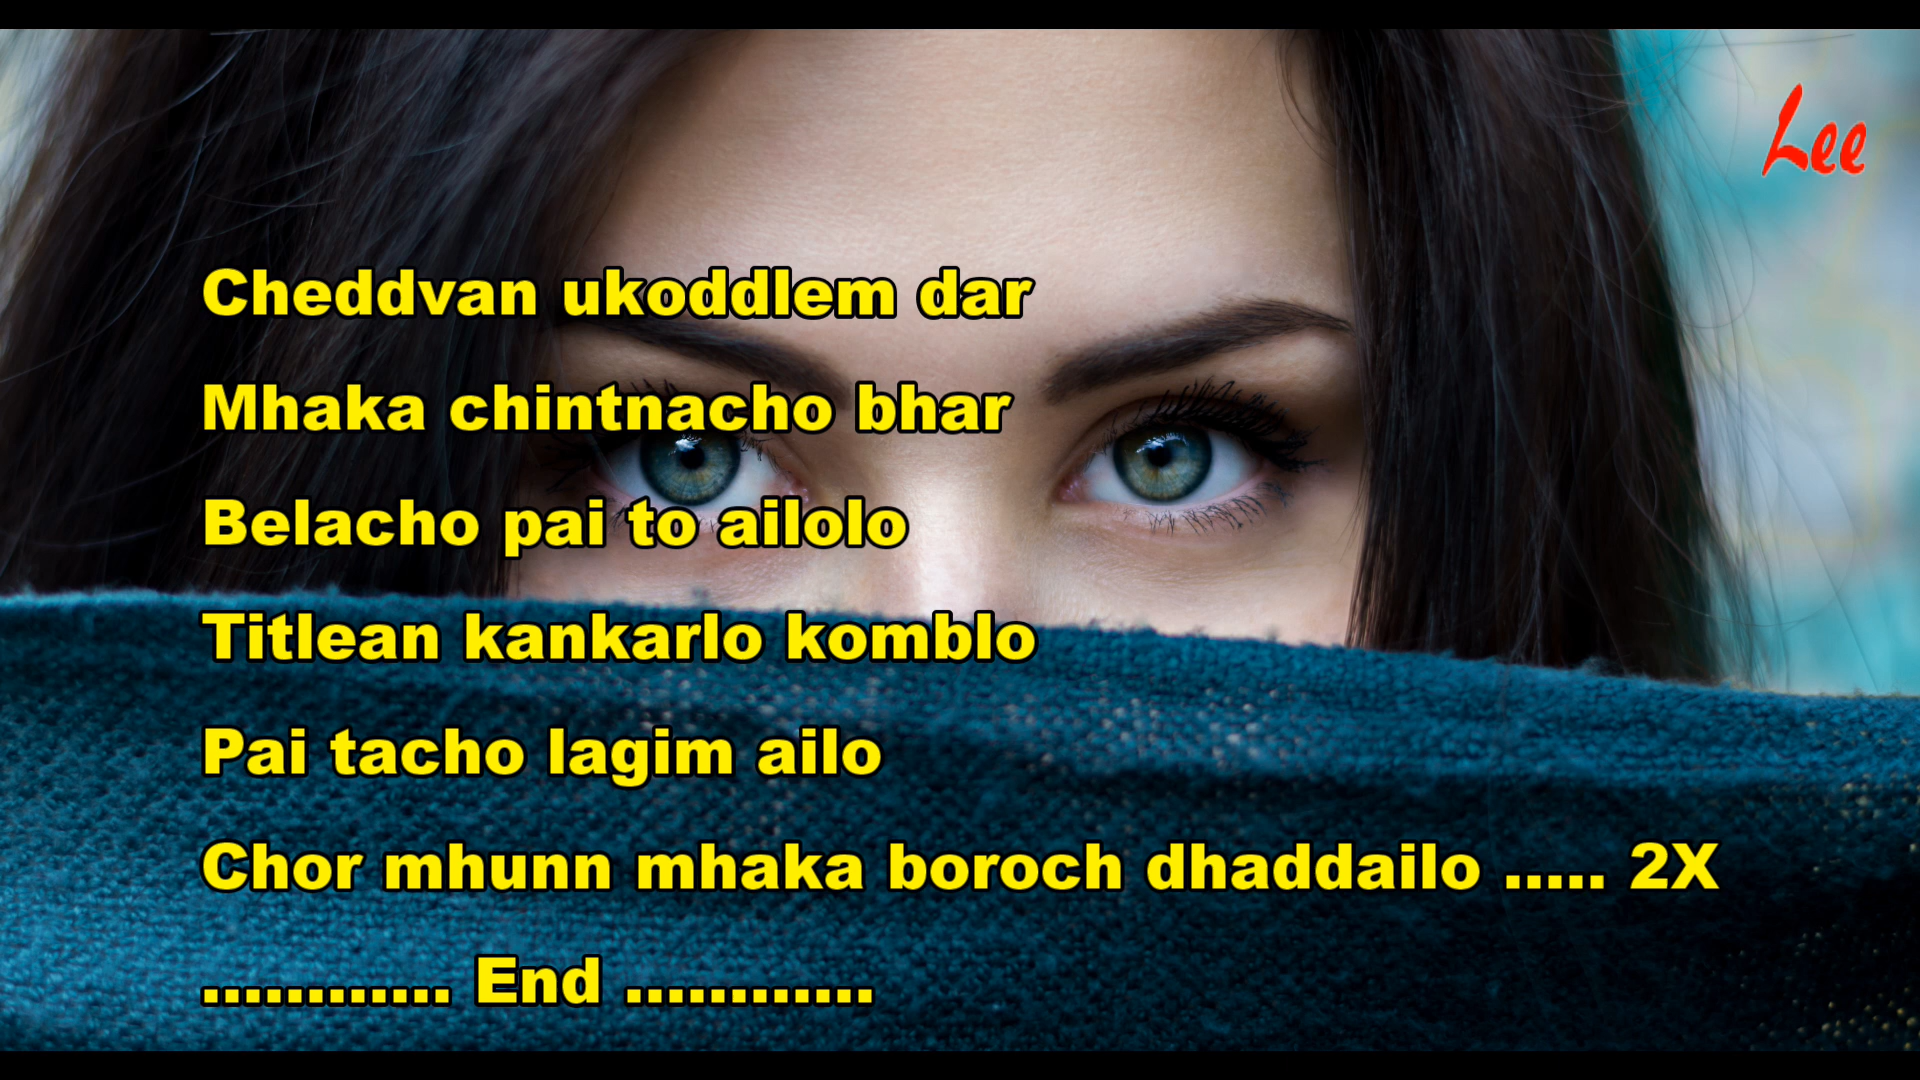 Lee
Cheddvan ukoddlem dar
Mhaka chintnacho bhar
Belacho pai to ailolo
Titlean kankarlo komblo
Pai tacho lagim ailo
Chor mhunn mhaka boroch dhaddailo ..... 2X
............ End ............